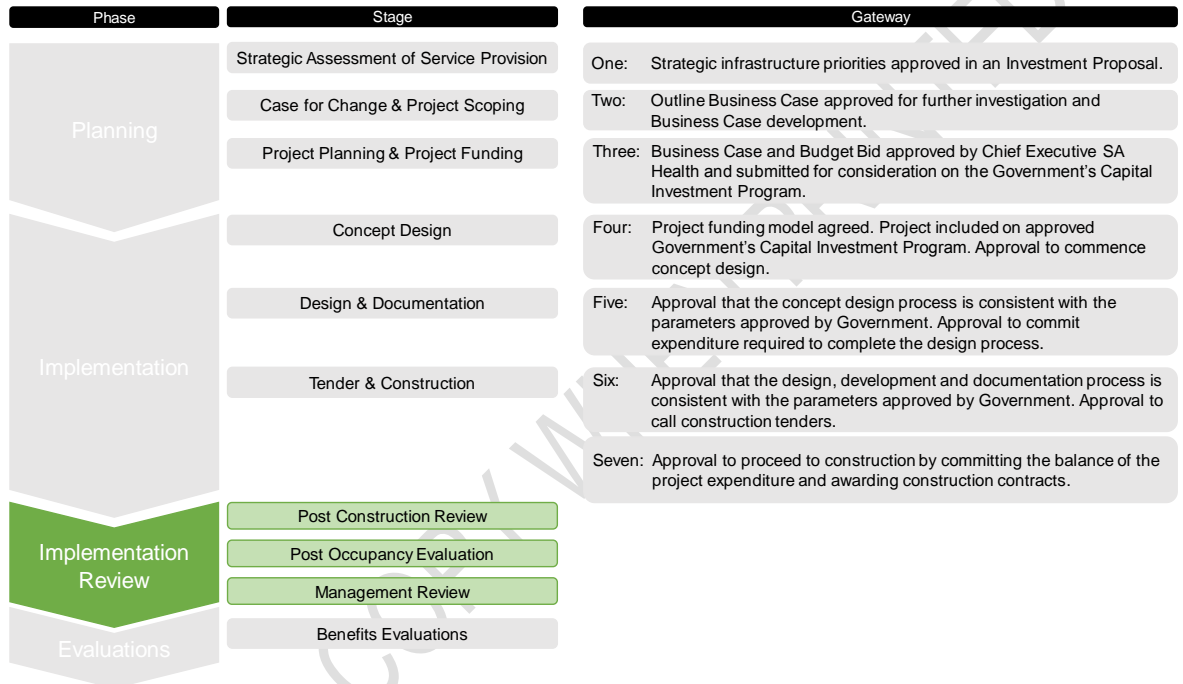 Phase
Stage
Gateway
Planning
Strategic Assessment of Service Provision
One: Strategic infrastructure priorities approved in an Investment Proposal.
Case for Change & Project Scoping
Two: Outline Business Case approved for further investigation and
Business Case development.
Project Planning & Project Funding
Three: Business Case and Budget Bid approved by Chief Executive SA
Health and submitted for consideration on the Government's Capital
Investment Program.
Implementation
Concept Design
Four: Project funding model agreed. Project included on approved
Government's Capital Investment Program. Approval to commence
concept design.
Design & Documentation
Five: Approval that the concept design process is consistent with the
parameters approved by Government. Approval to commit
expenditure required to complete the design process.
Tender & Construction
Six: Approval that the design, development and documentation process is
consistent with the parameters approved by Government. Approval to
call construction tenders.
Seven: Approval to proceed to construction by committing the balance of the
project expenditure and awarding construction contracts.
Implementation
Review
Post Construction Review
Post Occupancy Evaluation
Management Review
Evaluations
Benefits Evaluations
COPY